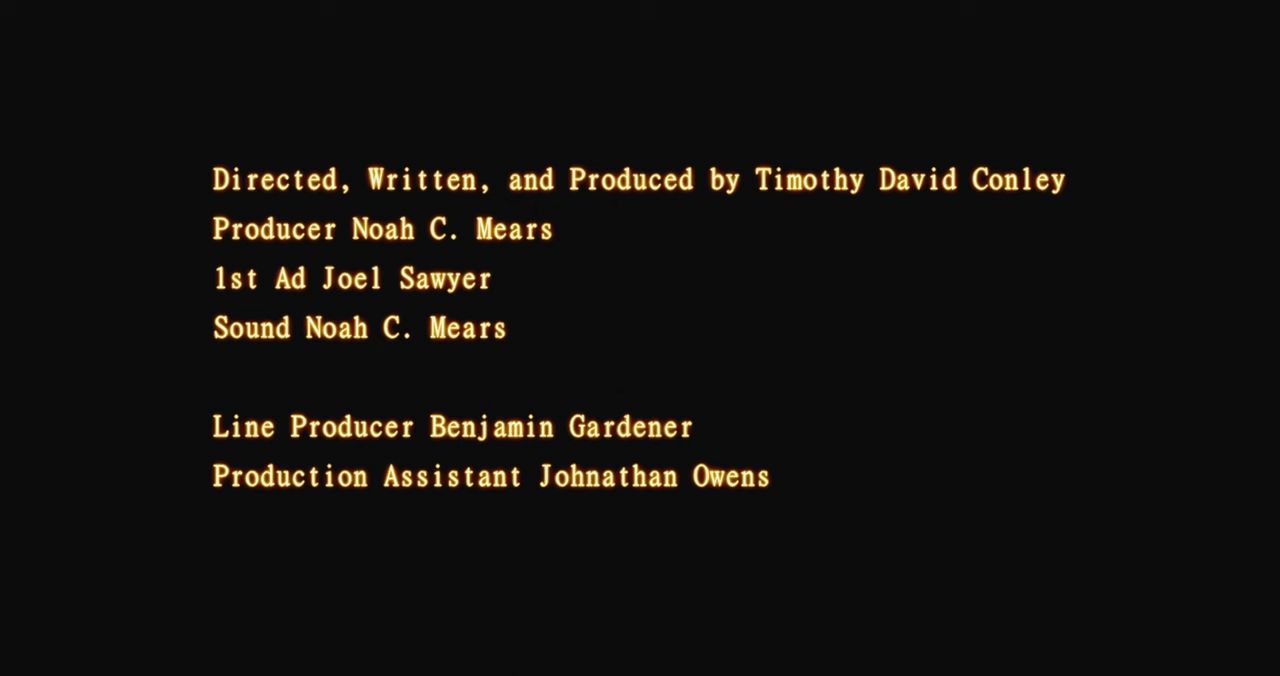 Directed, Written, and Produced by Timothy David Conley
Producer Noah C. Mears
1st Ad Joel Sawyer
Sound Noah C. Mears
Line Producer Benjamin Gardener
Production Assistant Johnathan Owens